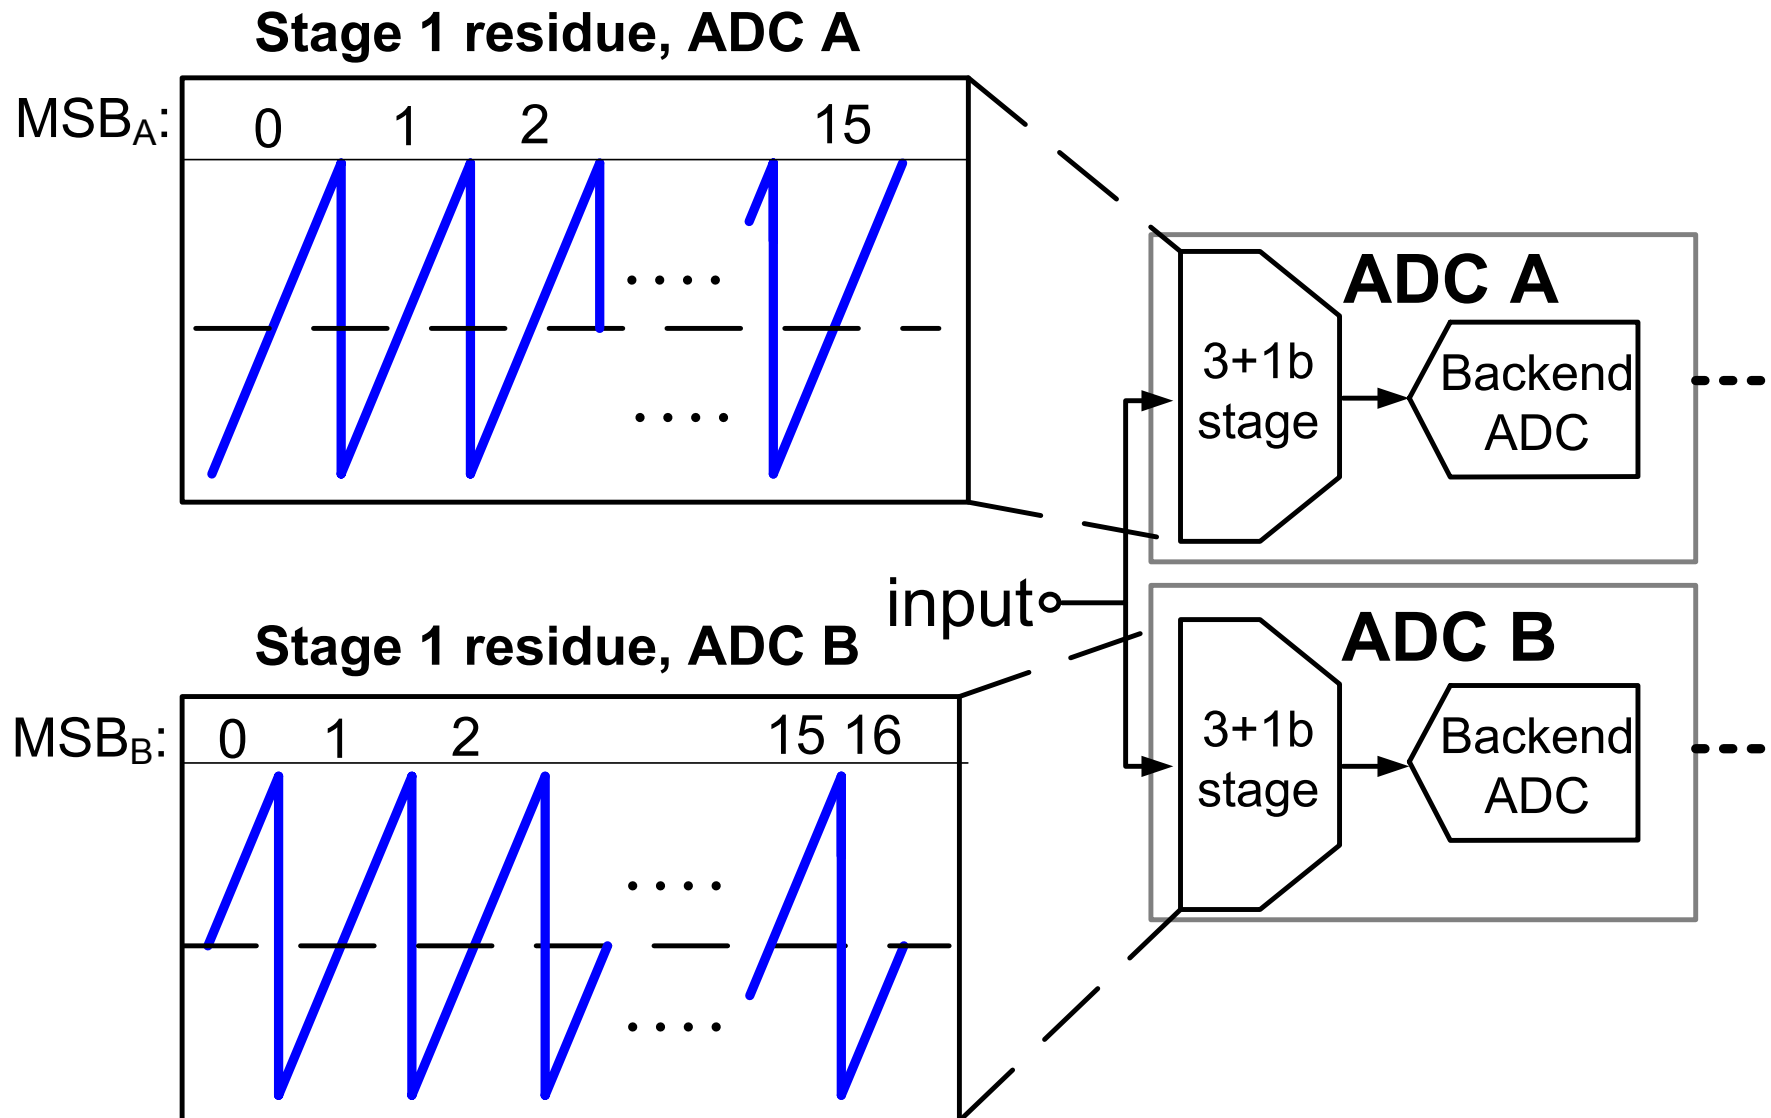 Stage 1 residue, ADC A
MSBA: 0 1 2 15
ADC A
3+1b
stage
Backend
ADC
input
Stage 1 residue, ADC B
MSBB: 0 1 2 15 16
ADC B
3+1b
stage
Backend
ADC